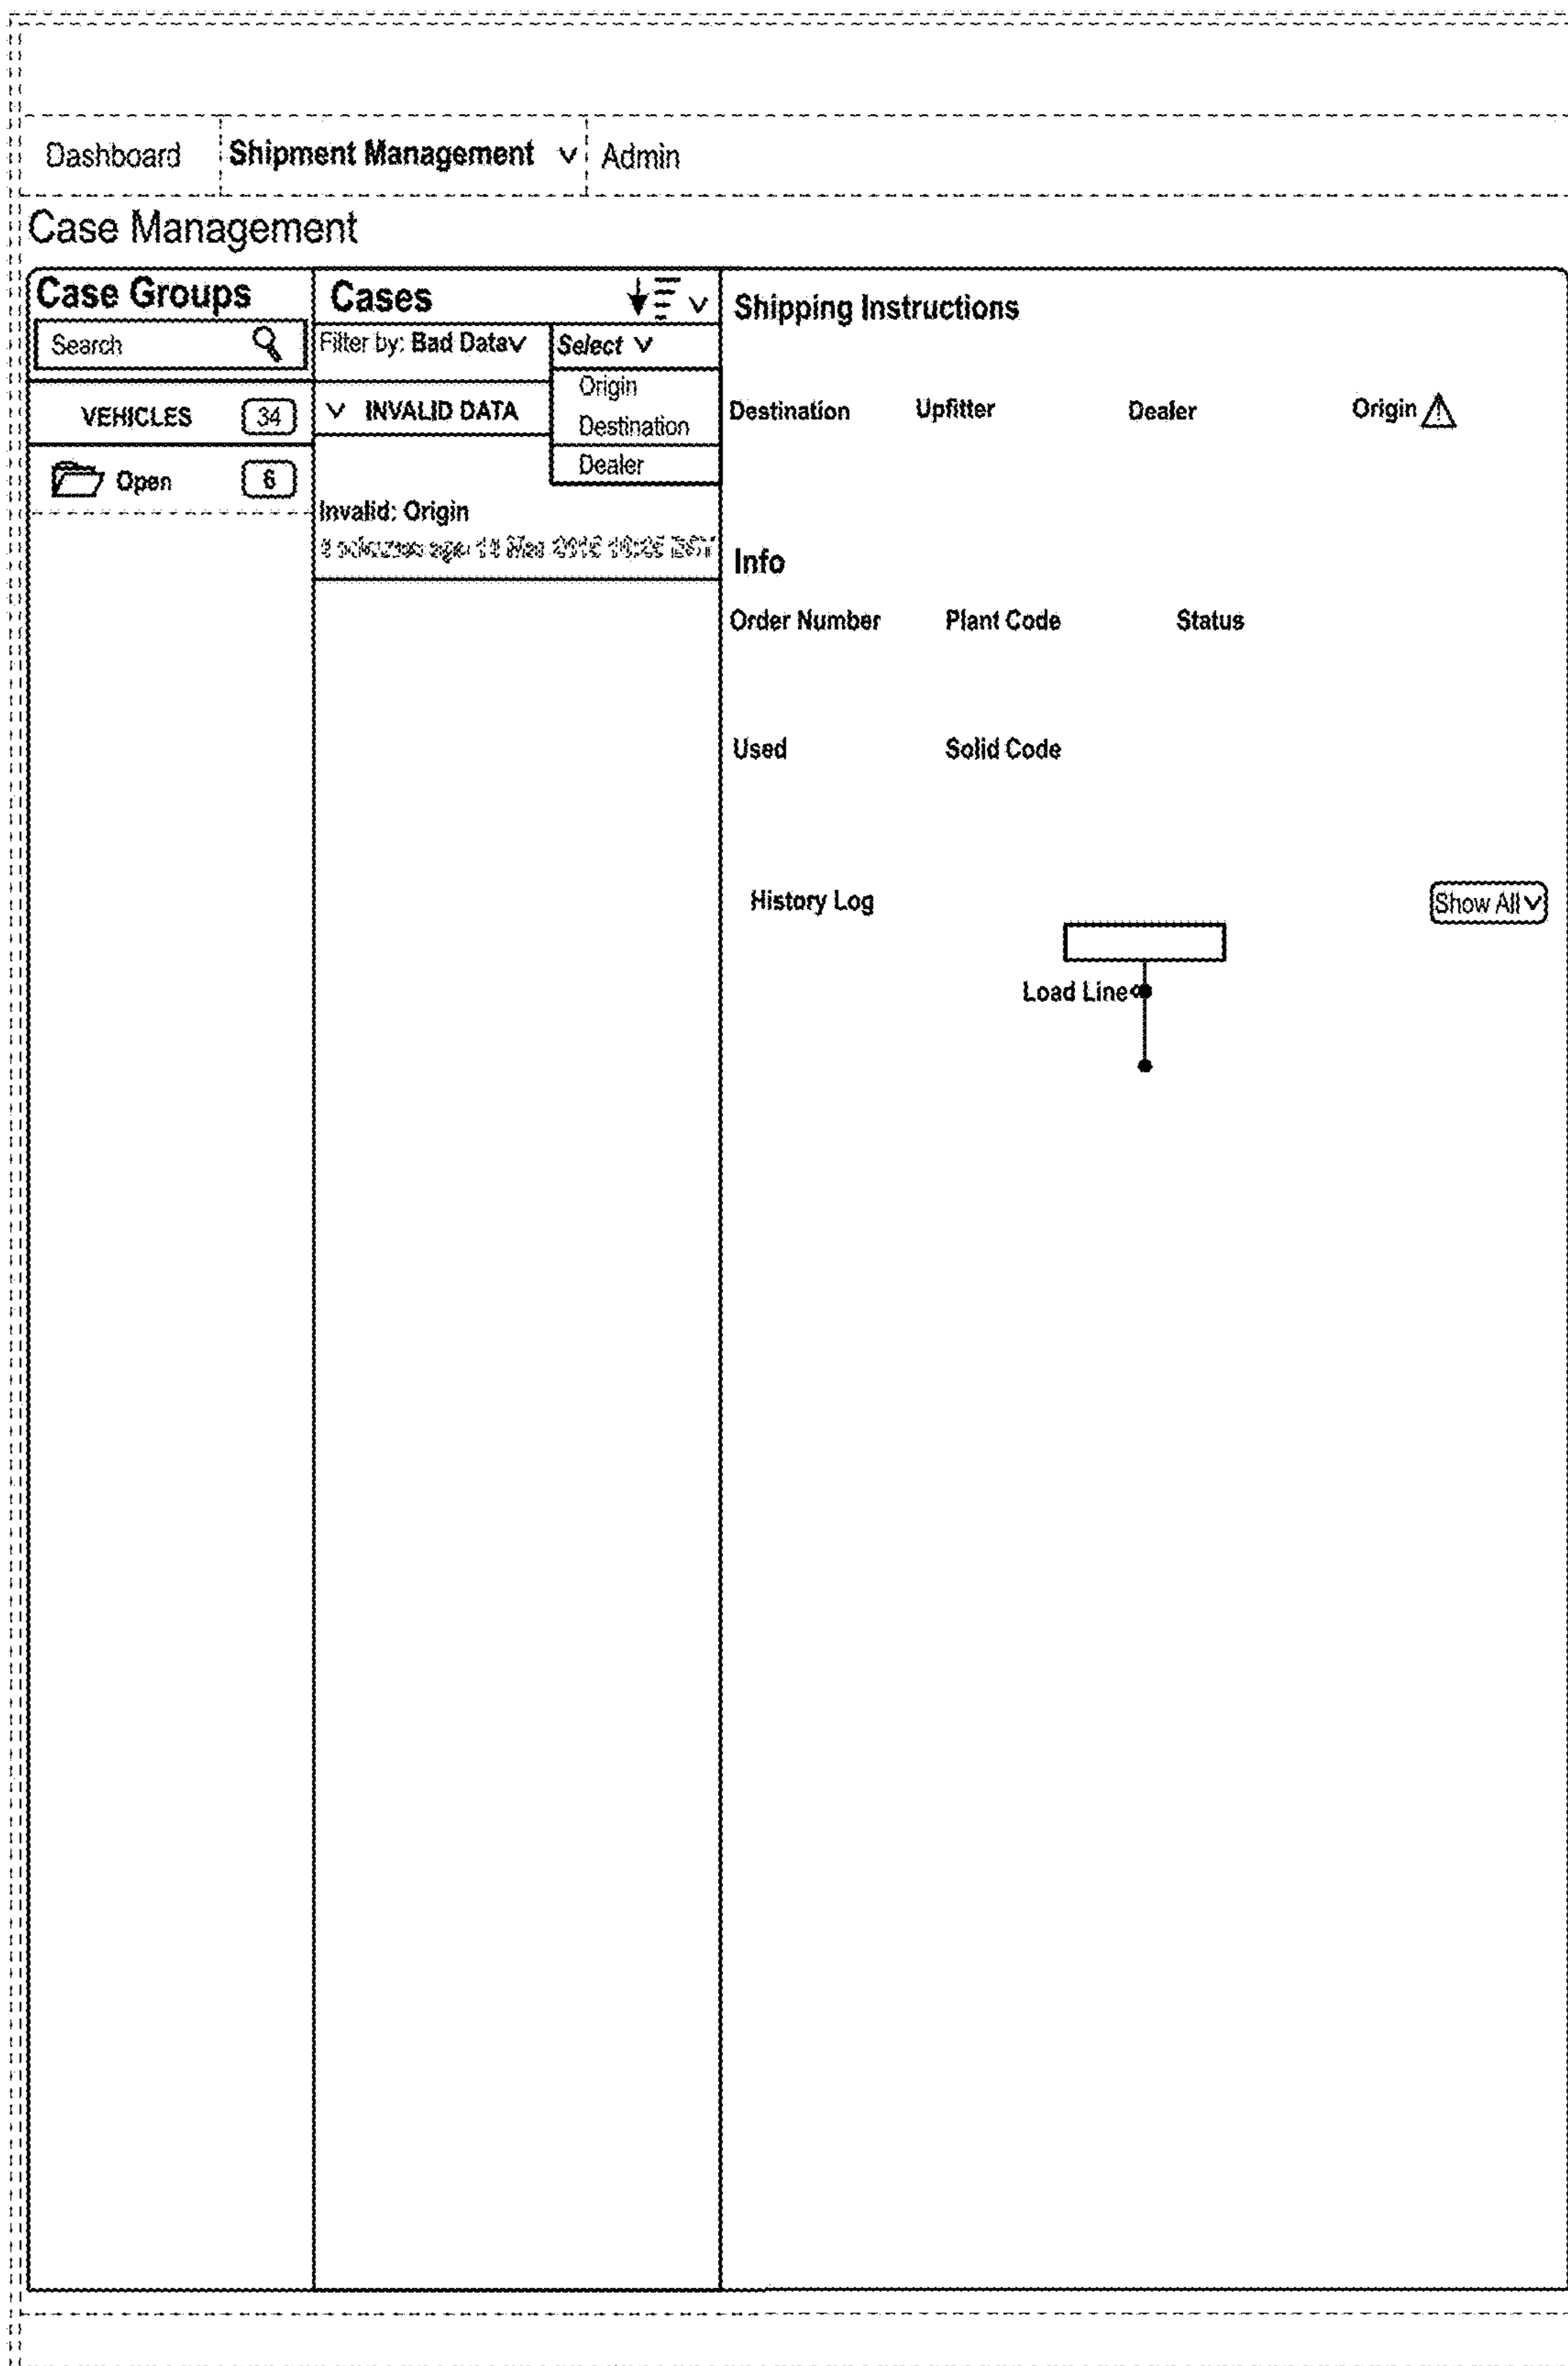 Dashboard Shipment Management Admin
Case Management
Case Groups
Search
VEHICLES 34
Open 6
Cases
Filter by: Bad Data
Select
Origin
Destination
Dealer
INVALID DATA
Invalid: Origin
Shipping Instructions
Destination Upfitter Dealer Origin
Info
Order Number Plant Code Status
Used Solid Code
History Log Show All
Load Line